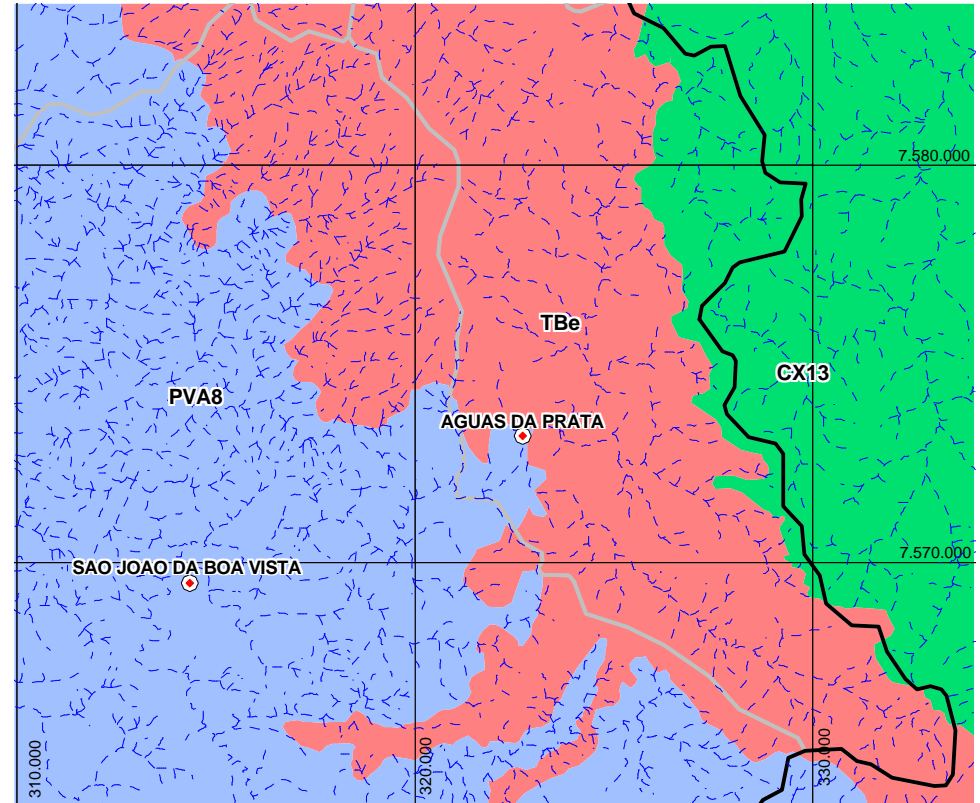 7.580.000
TBe
CX13
PVA8
AGUAS DA PRATA
7.570.000
SAO JOAO DA BOA VISTA
310.000
320.000
330.000